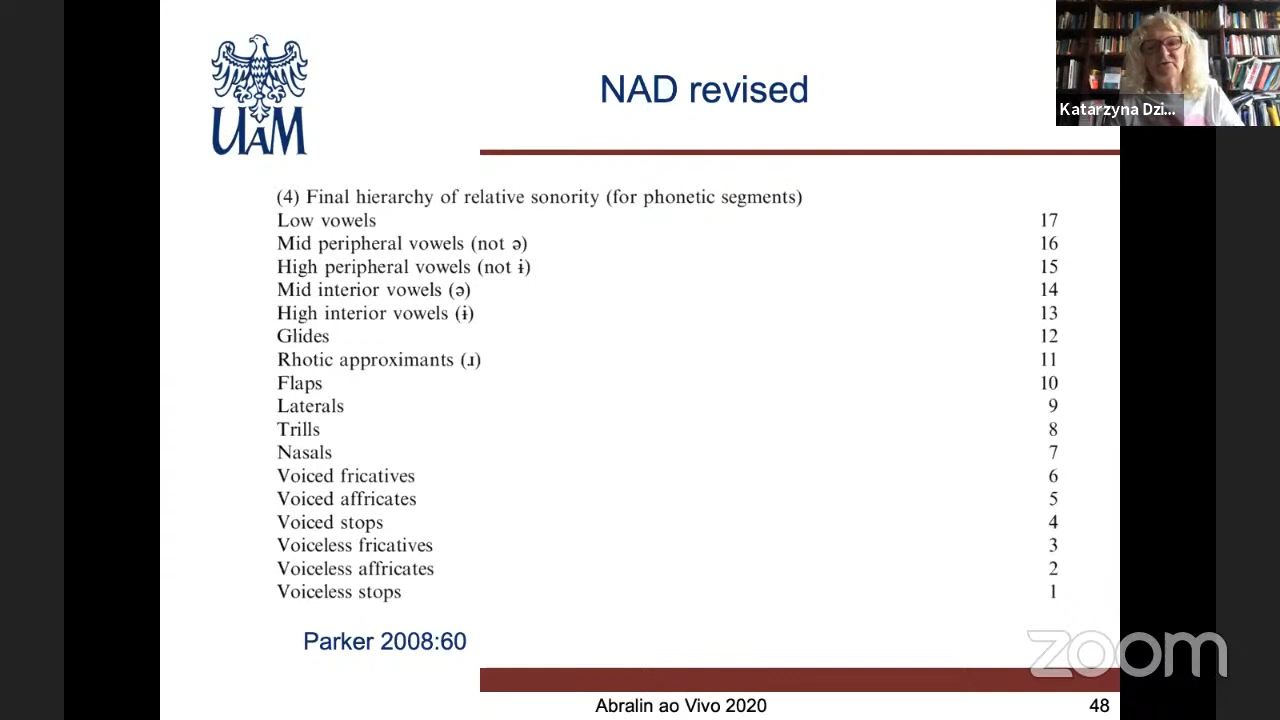 UAM
NAD revised
Katarzyna Dzi...
(4) Final hierarchy of relative sonority (for phonetic segments)
Low vowels 17
Mid peripheral vowels (not ə) 16
High peripheral vowels (not ɨ) 15
Mid interior vowels (ə) 14
High interior vowels (ɨ) 13
Glides 12
Rhotic approximants (ɹ) 11
Flaps 10
Laterals 9
Trills 8
Nasals 7
Voiced fricatives 6
Voiced affricates 5
Voiced stops 4
Voiceless fricatives 3
Voiceless affricates 2
Voiceless stops 1
Parker 2008:60
zoom
Abralin ao Vivo 2020 48